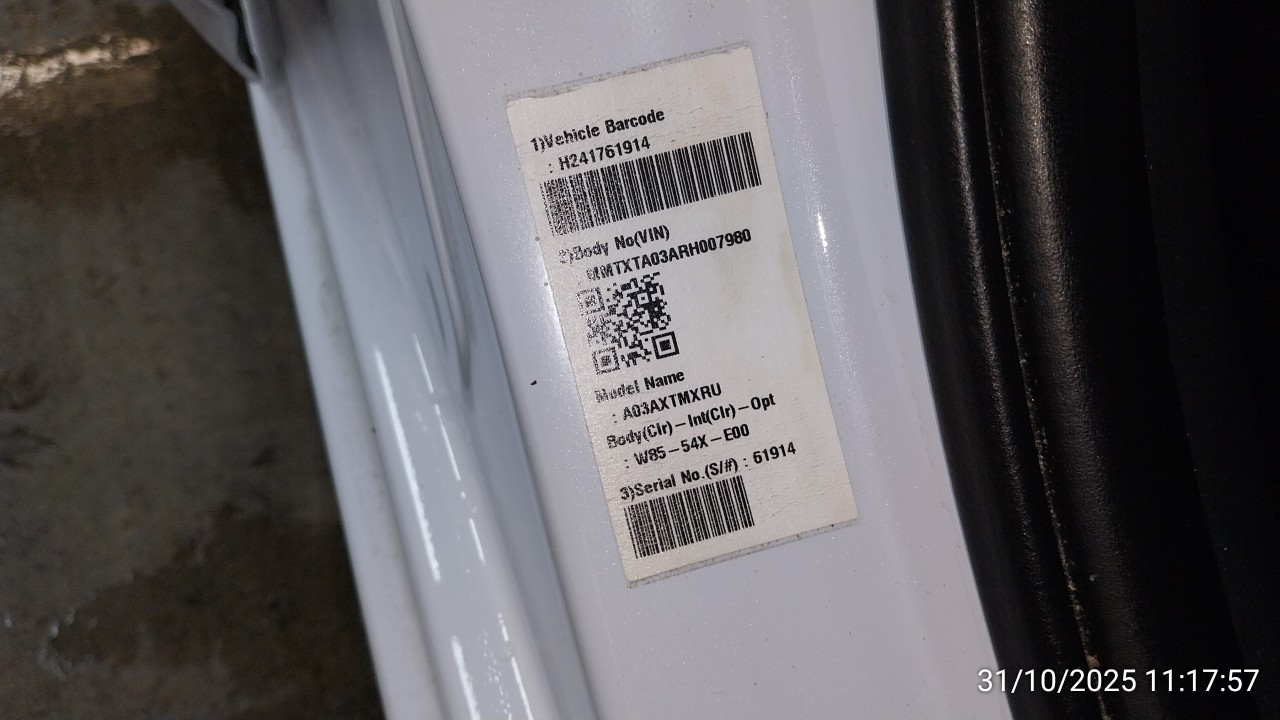 1)Vehicle Barcode
: H241761914
2)Body No(VIN)
MMTXTA03ARH007980
Model Name
: A03AXTMXRU
Body(Clr)-Int(Clr)-Opt
: W85-54X-E00
3)Serial No.(S/#) : 61914
31/10/2025 11:17:57